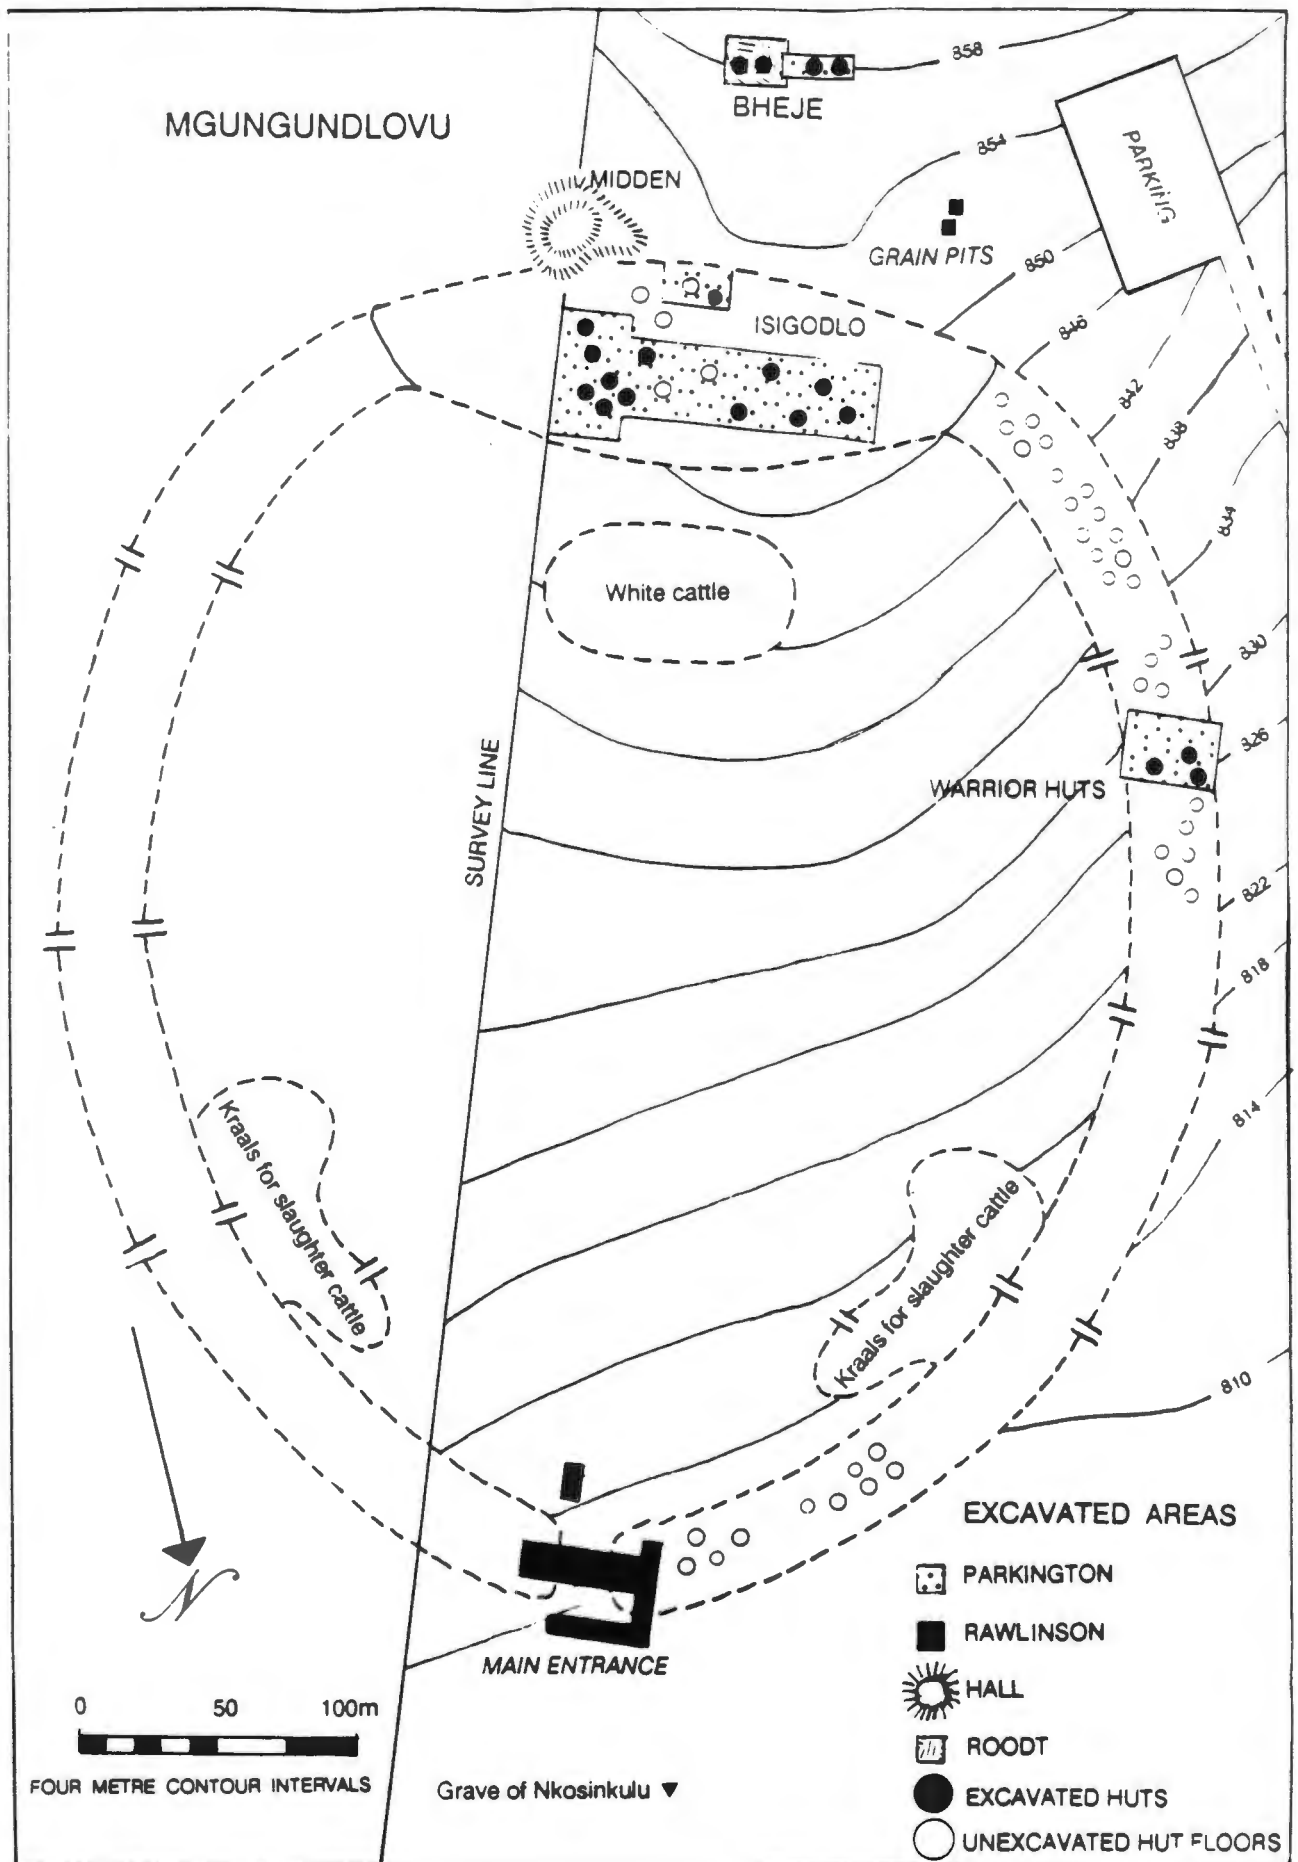 858
BHEJE
MGUNGUNDLOVU
PARKING
854
MIDDEN
GRAIN PITS
850
ISIGODLO
846
842
838
834
White cattle
830
826
WARRIOR HUTS
SURVEY LINE
822
818
814
Kraals for slaughter cattle
Kraals for slaughter cattle
810
N
MAIN ENTRANCE
EXCAVATED AREAS
PARKINGTON
RAWLINSON
HALL
ROODT
EXCAVATED HUTS
UNEXCAVATED HUT FLOORS
0 50 100m
FOUR METRE CONTOUR INTERVALS
Grave of Nkosinkulu ▼